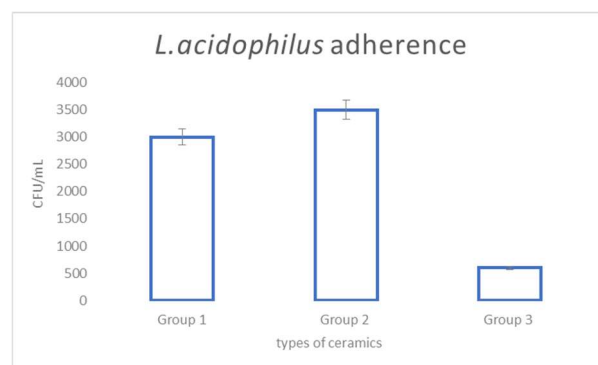 L.acidophilus adherence
4000
3500
3000
2500
2000
1500
1000
500
0
CFU/mL
Group 1 Group 2 Group 3
types of ceramics